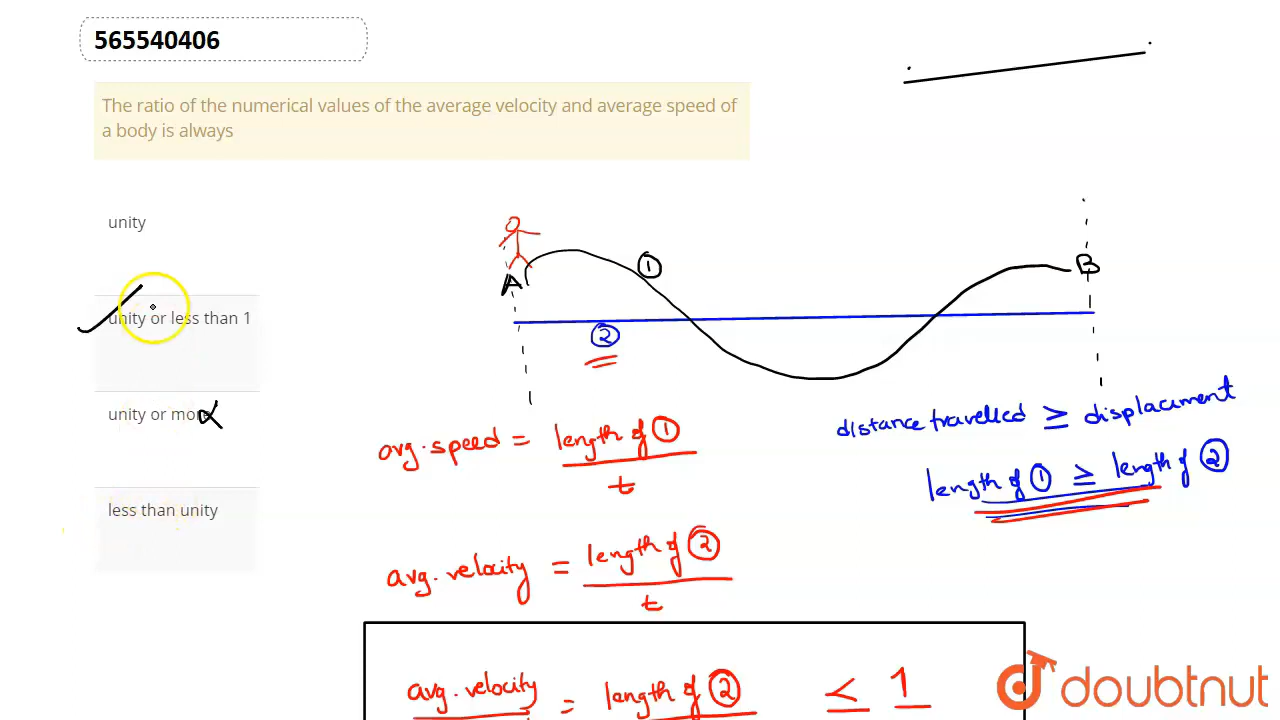 565540406
The ratio of the numerical values of the average velocity and average speed of
a body is always
unity
unity or less than 1
unity or more
less than unity
A
①
B
②
distance travelled ≥ displacement
length of ① ≥ length of ②
avg. speed = length of ①
t
avg. velocity = length of ②
t
avg. velocity = length of ② ≤ 1
doubtnut